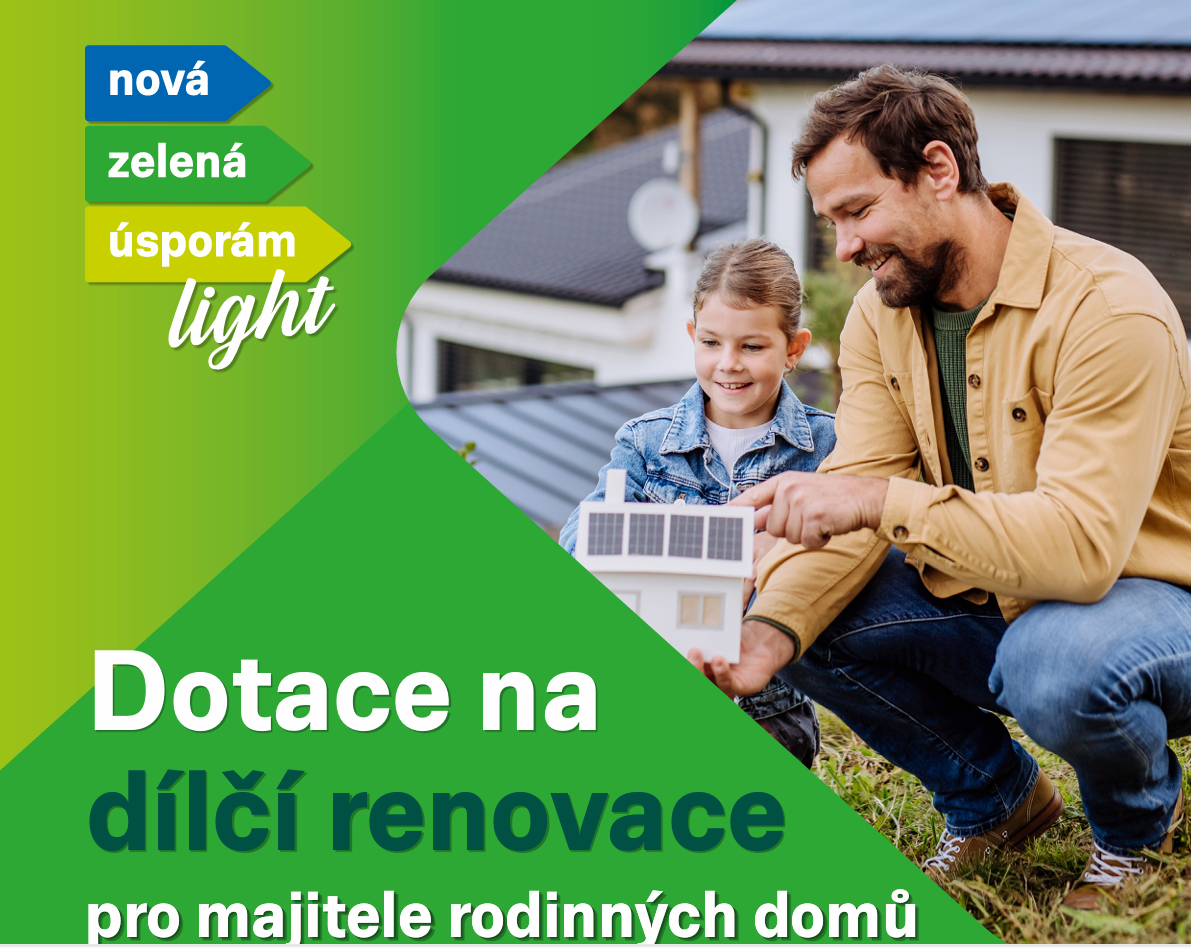 nová
zelená
úsporám
light
Dotace na
dílčí renovace
pro majitele rodinných domů